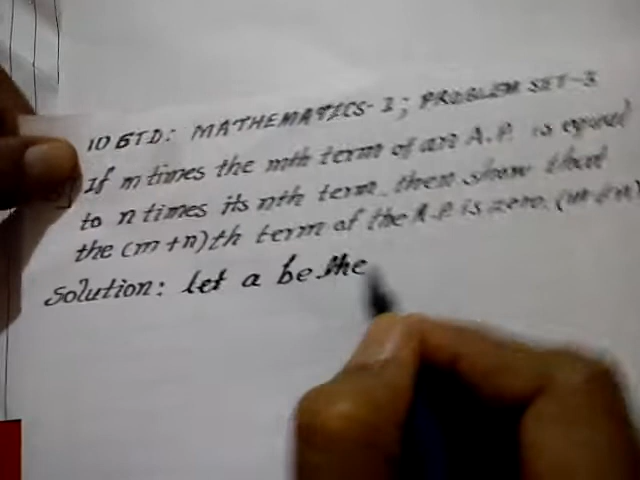 10 STD: MATHEMATICS-I; PROBLEM SET-3
If m times the mth term of an A.P. is equal
to n times its nth term, then show that
the (m+n)th term of the A.P. is zero. (m≠n)
Solution: let a be the